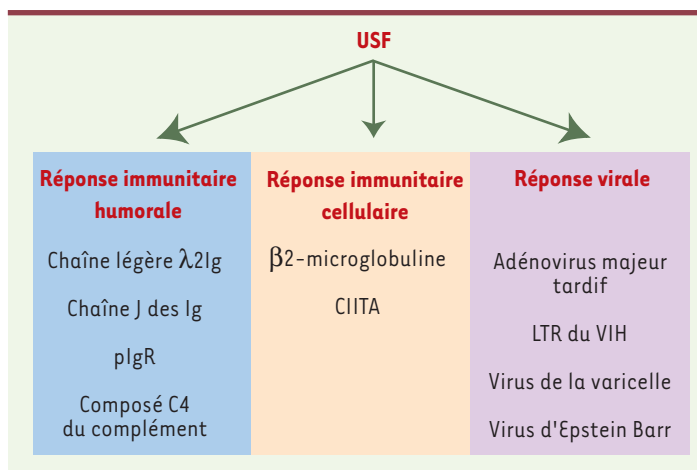 USF
Réponse immunitaire
humorale
Chaîne légère λ2Ig
Chaîne J des Ig
pIgR
Composé C4
du complément
Réponse immunitaire
cellulaire
β2-microglobuline
CIITA
Réponse virale
Adénovirus majeur
tardif
LTR du VIH
Virus de la varicelle
Virus d'Epstein Barr